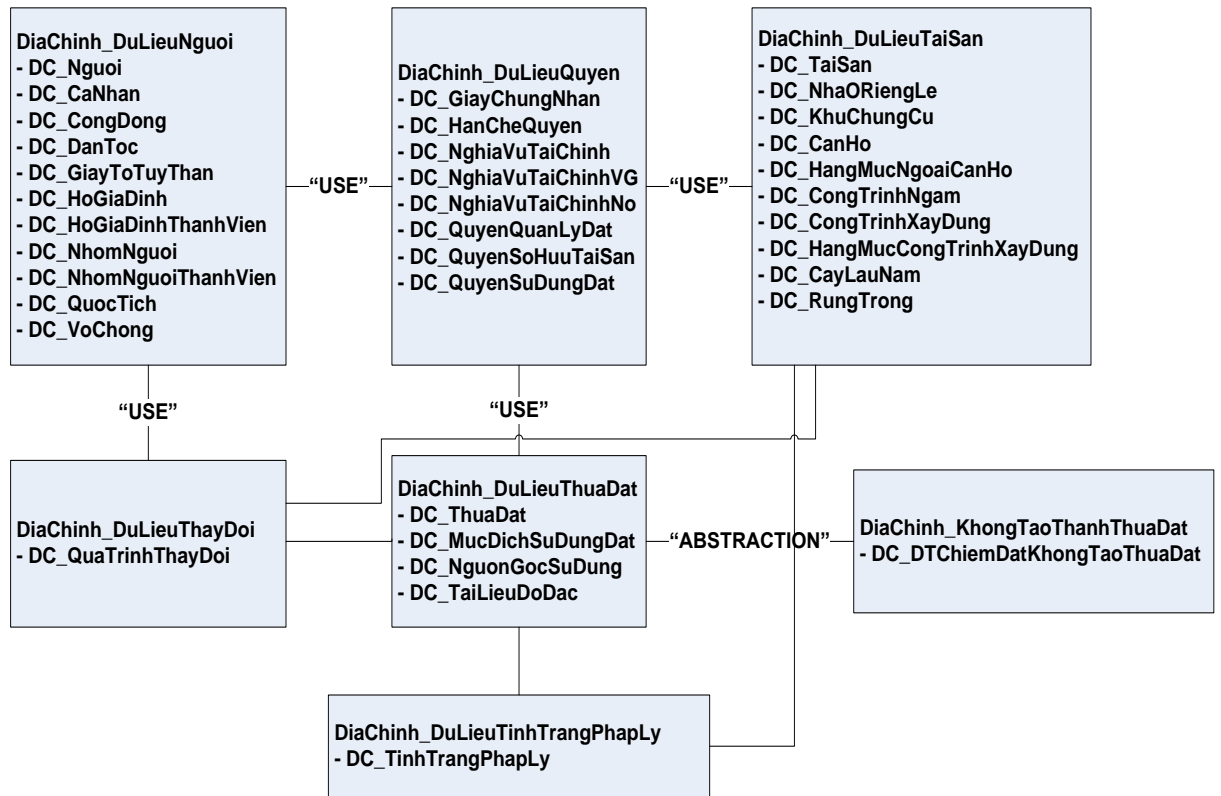 DiaChinh_DuLieuNguoi
- DC_Nguoi
- DC_CaNhan
- DC_CongDong
- DC_DanToc
- DC_GiayToTuyThan
- DC_HoGiaDinh
- DC_HoGiaDinhThanhVien
- DC_NhomNguoi
- DC_NhomNguoiThanhVien
- DC_QuocTich
- DC_VoChong
“USE”
DiaChinh_DuLieuQuyen
- DC_GiayChungNhan
- DC_HanCheQuyen
- DC_NghiaVuTaiChinh
- DC_NghiaVuTaiChinhVG
- DC_NghiaVuTaiChinhNo
- DC_QuyenQuanLyDat
- DC_QuyenSoHuuTaiSan
- DC_QuyenSuDungDat
“USE”
DiaChinh_DuLieuTaiSan
- DC_TaiSan
- DC_NhaORiengLe
- DC_KhuChungCu
- DC_CanHo
- DC_HangMucNgoaiCanHo
- DC_CongTrinhNgam
- DC_CongTrinhXayDung
- DC_HangMucCongTrinhXayDung
- DC_CayLauNam
- DC_RungTrong
“USE”
“USE”
DiaChinh_DuLieuThayDoi
- DC_QuaTrinhThayDoi
DiaChinh_DuLieuThuaDat
- DC_ThuaDat
- DC_MucDichSuDungDat
- DC_NguonGocSuDung
- DC_TaiLieuDoDac
“ABSTRACTION”
DiaChinh_KhongTaoThanhThuaDat
- DC_DTChiemDatKhongTaoThuaDat
DiaChinh_DuLieuTinhTrangPhapLy
- DC_TinhTrangPhapLy